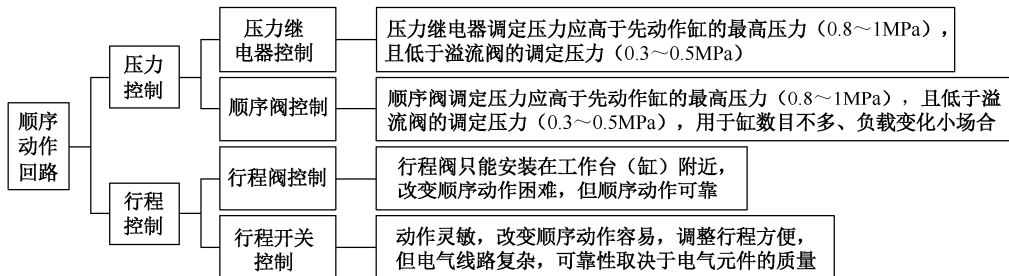 顺序
动作
回路
压力
控制
压力继
电器控制
压力继电器调定压力应高于先动作缸的最高压力（0.8～1MPa），
且低于溢流阀的调定压力（0.3～0.5MPa）
顺序阀控制
顺序阀调定压力应高于先动作缸的最高压力（0.8～1MPa），且低于溢
流阀的调定压力（0.3～0.5MPa），用于缸数目不多、负载变化小场合
行程
控制
行程阀控制
行程阀只能安装在工作台（缸）附近，
改变顺序动作困难，但顺序动作可靠
行程开关
控制
动作灵敏，改变顺序动作容易，调整行程方便，
但电气线路复杂，可靠性取决于电气元件的质量